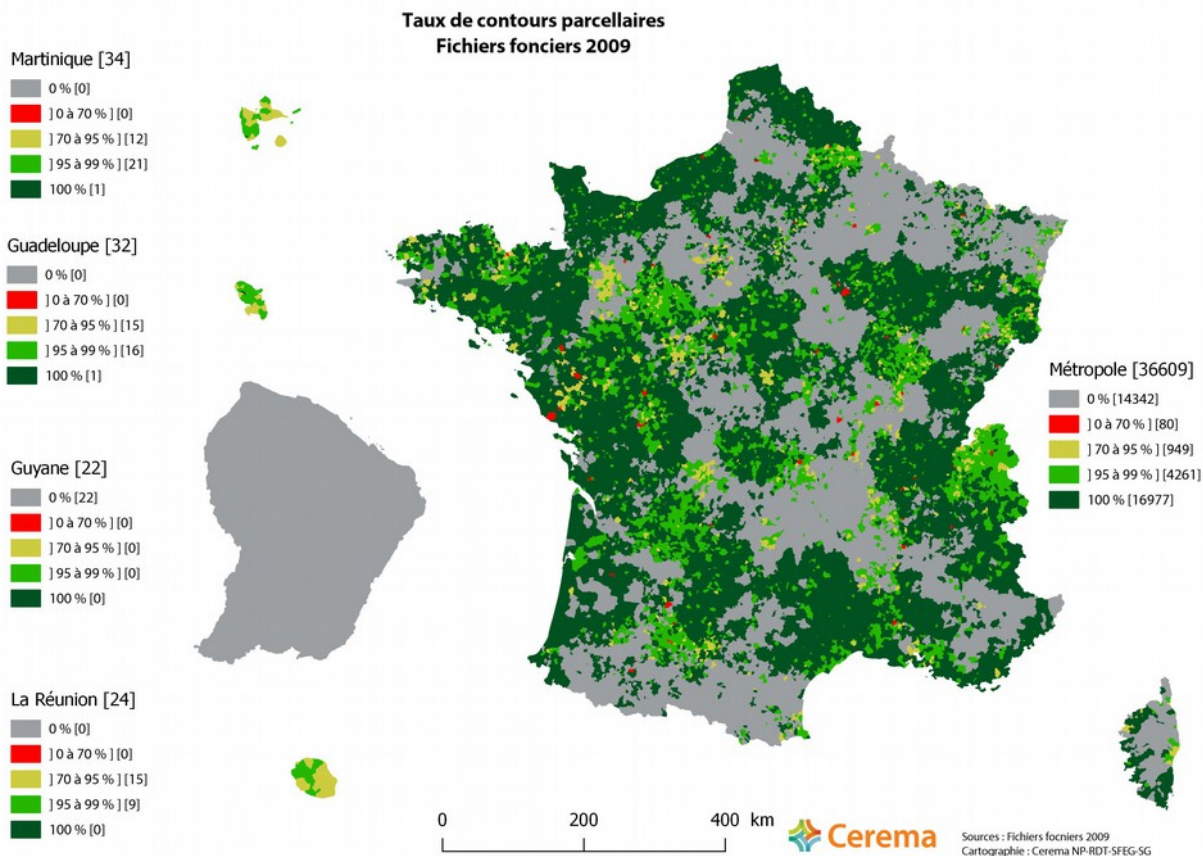 Taux de contours parcellaires
Fichiers fonciers 2009
Martinique [34]
0 % [0]
] 0 à 70 % ] [0]
] 70 à 95 % ] [12]
] 95 à 99 % ] [21]
100 % [1]
Guadeloupe [32]
0 % [0]
] 0 à 70 % ] [0]
] 70 à 95 % ] [15]
] 95 à 99 % ] [16]
100 % [1]
Guyane [22]
0 % [22]
] 0 à 70 % ] [0]
] 70 à 95 % ] [0]
] 95 à 99 % ] [0]
100 % [0]
La Réunion [24]
0 % [0]
] 0 à 70 % ] [0]
] 70 à 95 % ] [15]
] 95 à 99 % ] [9]
100 % [0]
Métropole [36609]
0 % [14342]
] 0 à 70 % ] [80]
] 70 à 95 % ] [949]
] 95 à 99 % ] [4261]
100 % [16977]
0 200 400 km
Cerema
Sources : Fichiers focniers 2009
Cartographie : Cerema NP-RDT-SFEG-SG